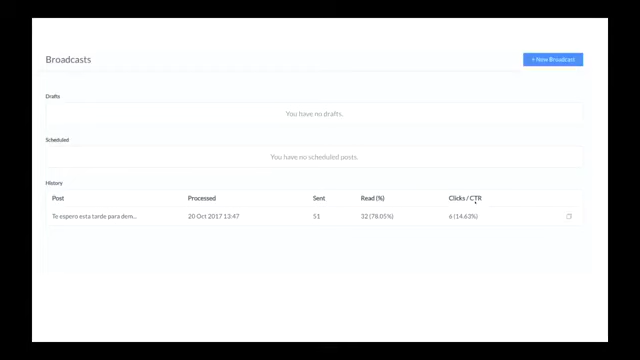 Broadcasts
+ New Broadcast
Drafts
You have no drafts.
Scheduled
You have no scheduled posts.
History
Post Processed Sent Read (%) Clicks / CTR
Te espero esta tarde para dem... 20 Oct 2017 13:47 51 32 (78.05%) 6 (14.63%)